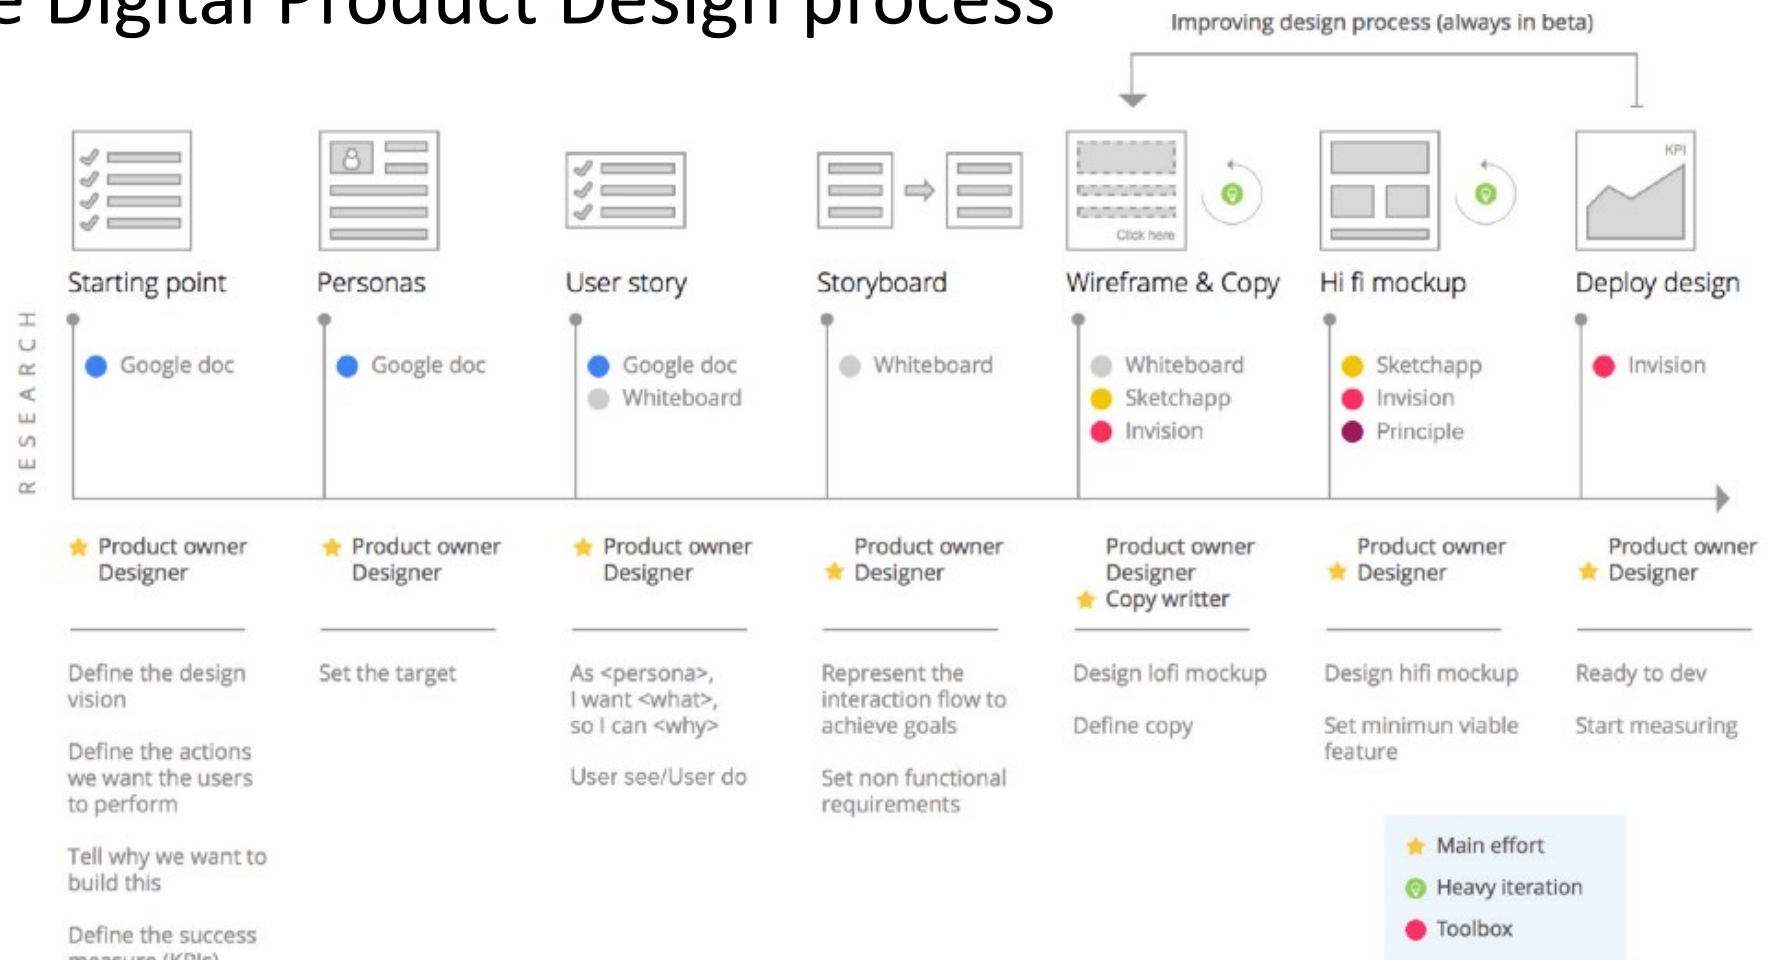 e Digital Product Design process
Improving design process (always in beta)
KPI
Click here
Starting point
Personas
User story
Storyboard
Wireframe & Copy
Hi fi mockup
Deploy design
RESEARCH
Google doc
Google doc
Google doc
Whiteboard
Whiteboard
Whiteboard
Sketchapp
Invision
Sketchapp
Invision
Principle
Invision
Product owner
Designer
Product owner
Designer
Product owner
Designer
Product owner
Designer
Product owner
Designer
Copy writter
Product owner
Designer
Product owner
Designer
Define the design
vision
Define the actions
we want the users
to perform
Tell why we want to
build this
Define the success
measure (KPIs)
Set the target
As <persona>,
I want <what>,
so I can <why>
User see/User do
Represent the
interaction flow to
achieve goals
Set non functional
requirements
Design lofi mockup
Define copy
Design hifi mockup
Set minimun viable
feature
Ready to dev
Start measuring
Main effort
Heavy iteration
Toolbox